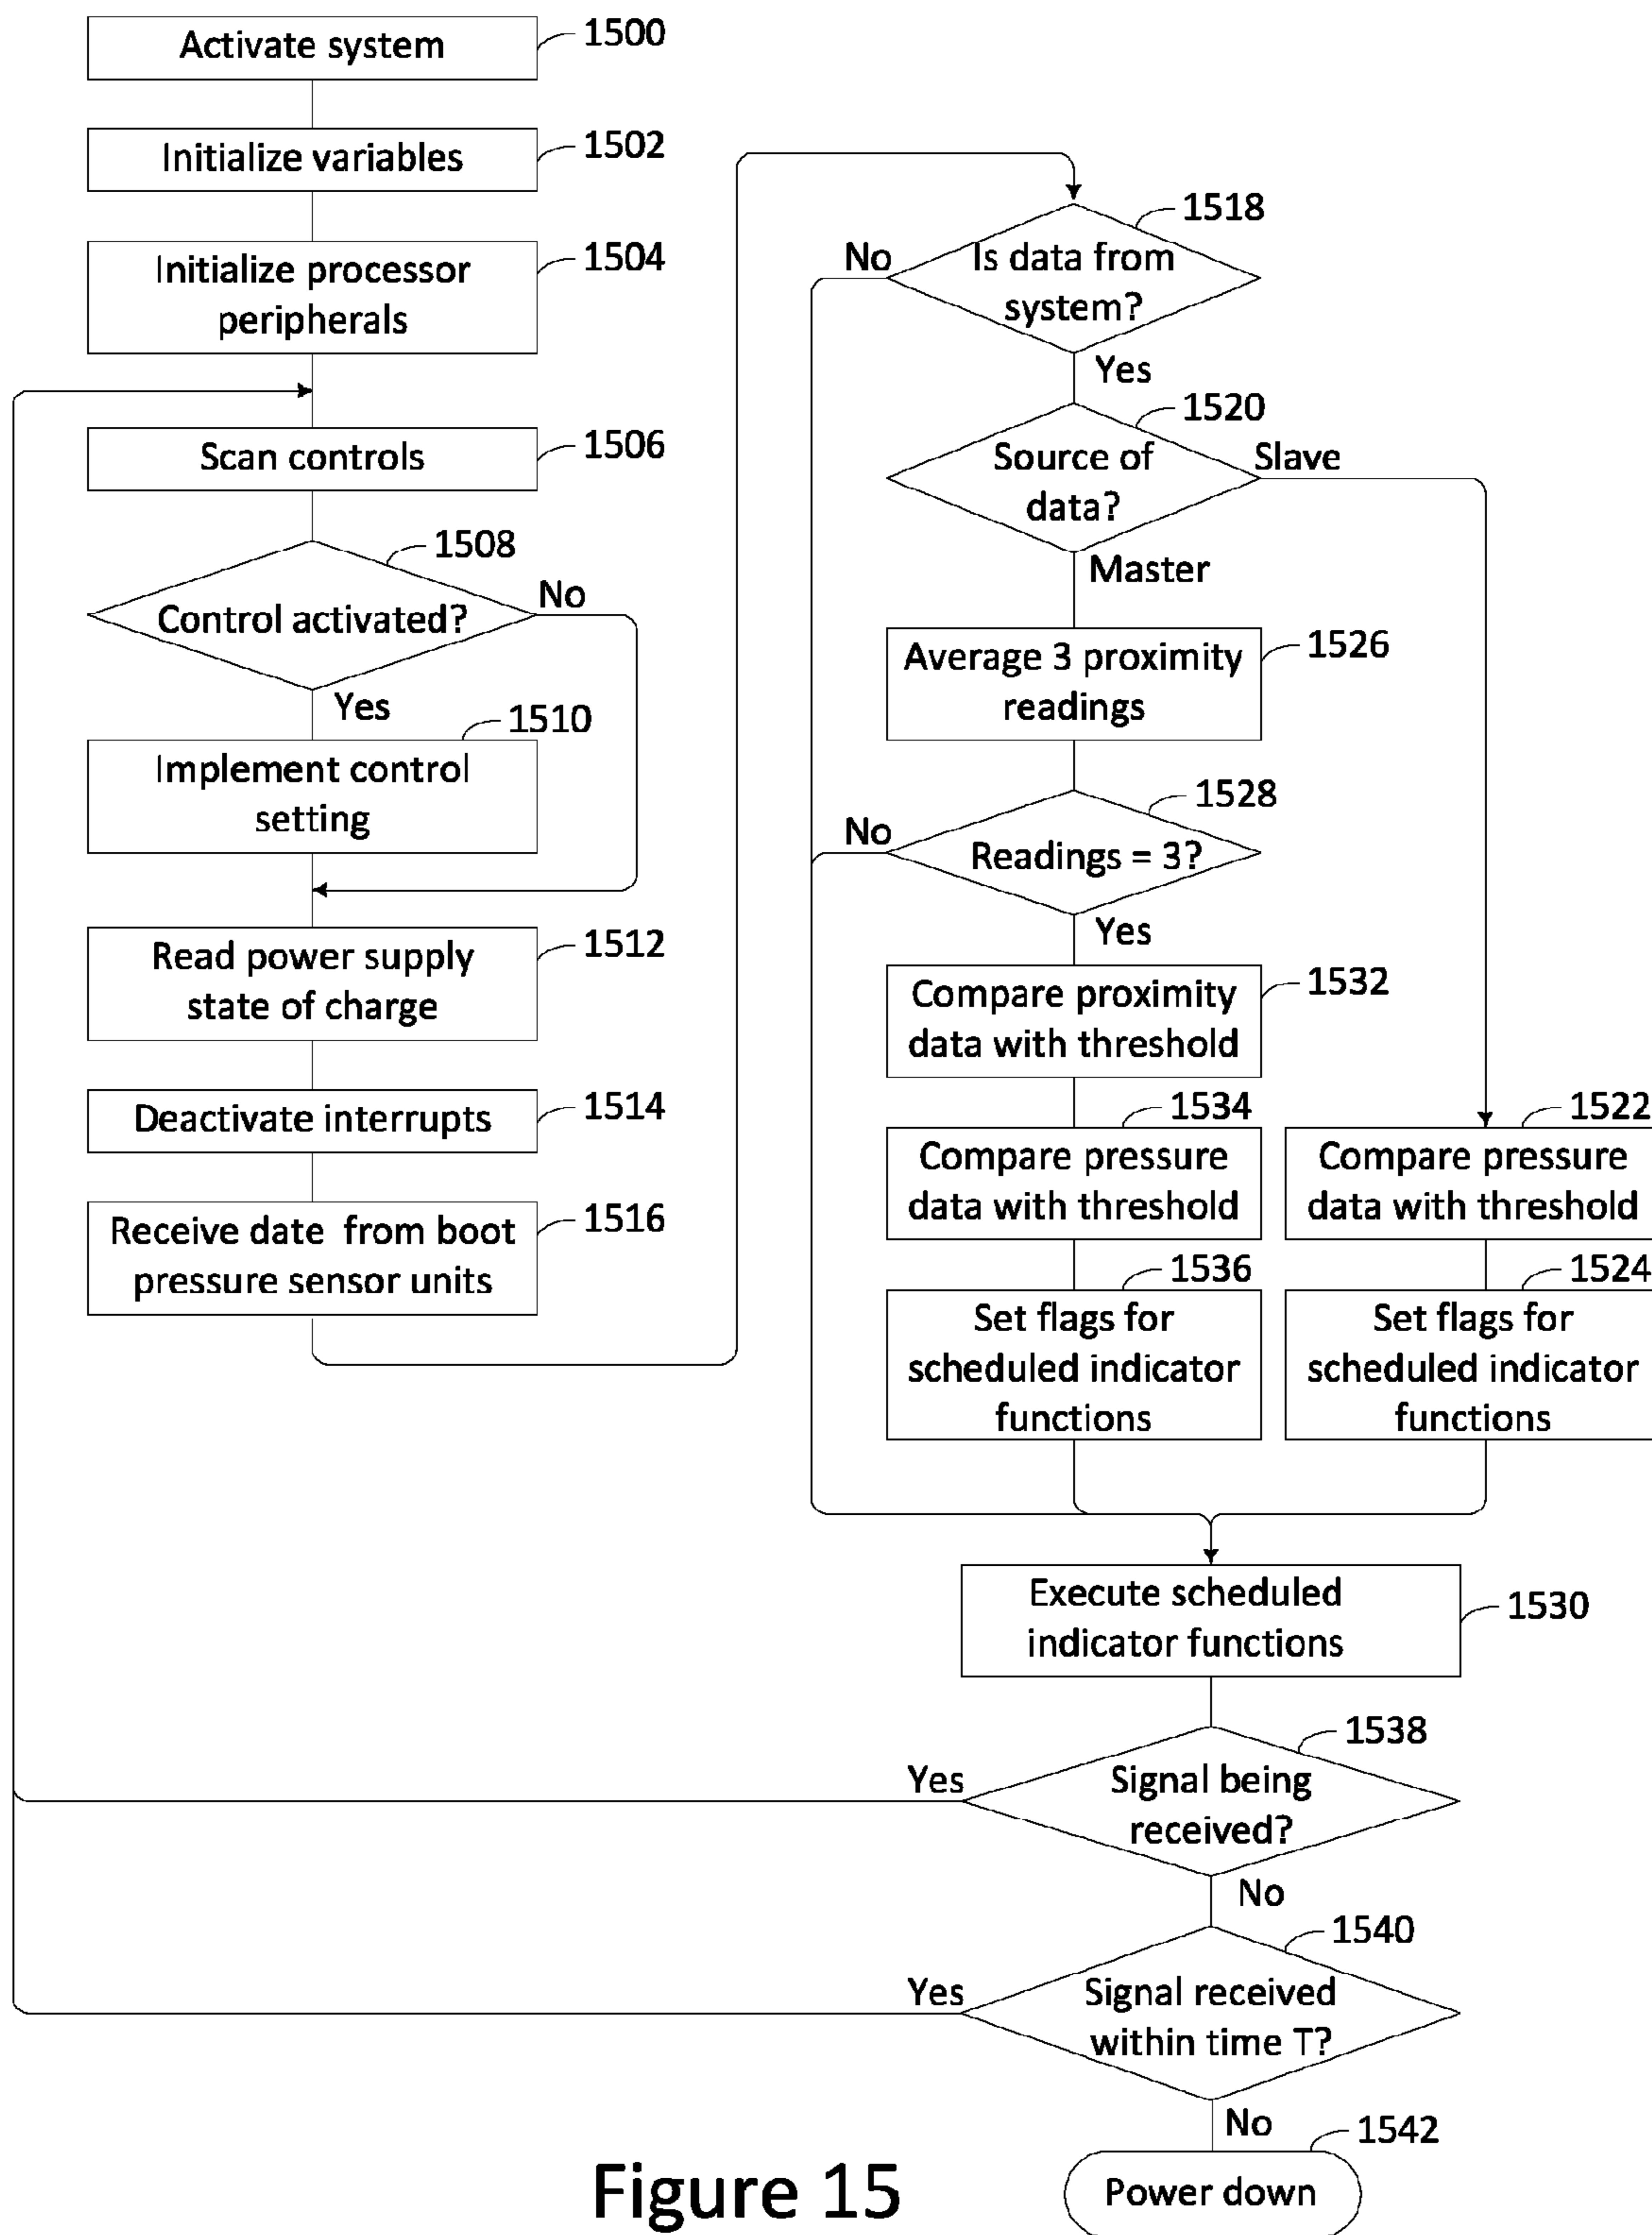 Activate system
1500
Initialize variables
1502
Initialize processor
peripherals
1504
Scan controls
1506
1508
Control activated?
No
Yes
1510
Implement control
setting
Read power supply
state of charge
1512
Deactivate interrupts
1514
Receive date from boot
pressure sensor units
1516
1518
No
Is data from
system?
Yes
1520
Source of
data?
Slave
Master
Average 3 proximity
readings
1526
1528
No
Readings = 3?
Yes
Compare proximity
data with threshold
1532
1534
Compare pressure
data with threshold
1522
Compare pressure
data with threshold
1536
Set flags for
scheduled indicator
functions
1524
Set flags for
scheduled indicator
functions
Execute scheduled
indicator functions
1530
1538
Yes
Signal being
received?
No
1540
Yes
Signal received
within time T?
No
1542
Power down
Figure 15